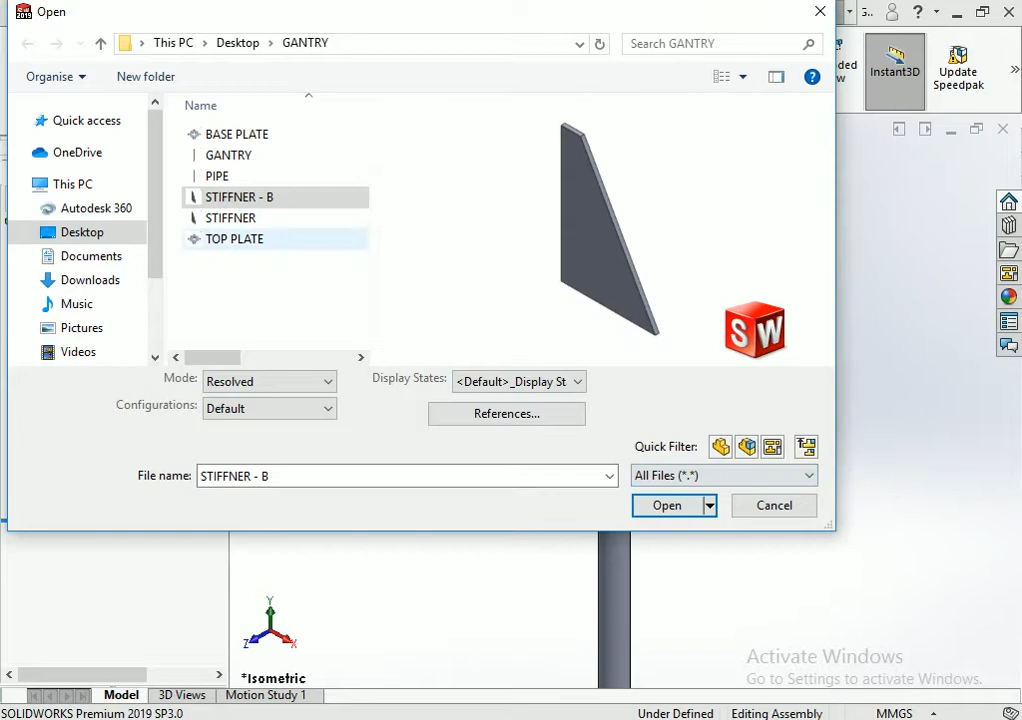 Open
This PC > Desktop > GANTRY
Search GANTRY
Organise
New folder
Name
Quick access
OneDrive
This PC
Autodesk 360
Desktop
Documents
Downloads
Music
Pictures
Videos
BASE PLATE
GANTRY
PIPE
STIFFNER - B
STIFFNER
TOP PLATE
SW
Mode: Resolved
Configurations: Default
Display States: <Default>_Display St
References...
Quick Filter:
File name: STIFFNER - B
All Files (*.*)
Open
Cancel
5..
?
Instant3D
Update
Speedpak
Y
Z
X
*Isometric
Activate Windows
Go to Settings to activate Windows.
Model
3D Views
Motion Study 1
SOLIDWORKS Premium 2019 SP3.0
Under Defined
Editing Assembly
MMGS